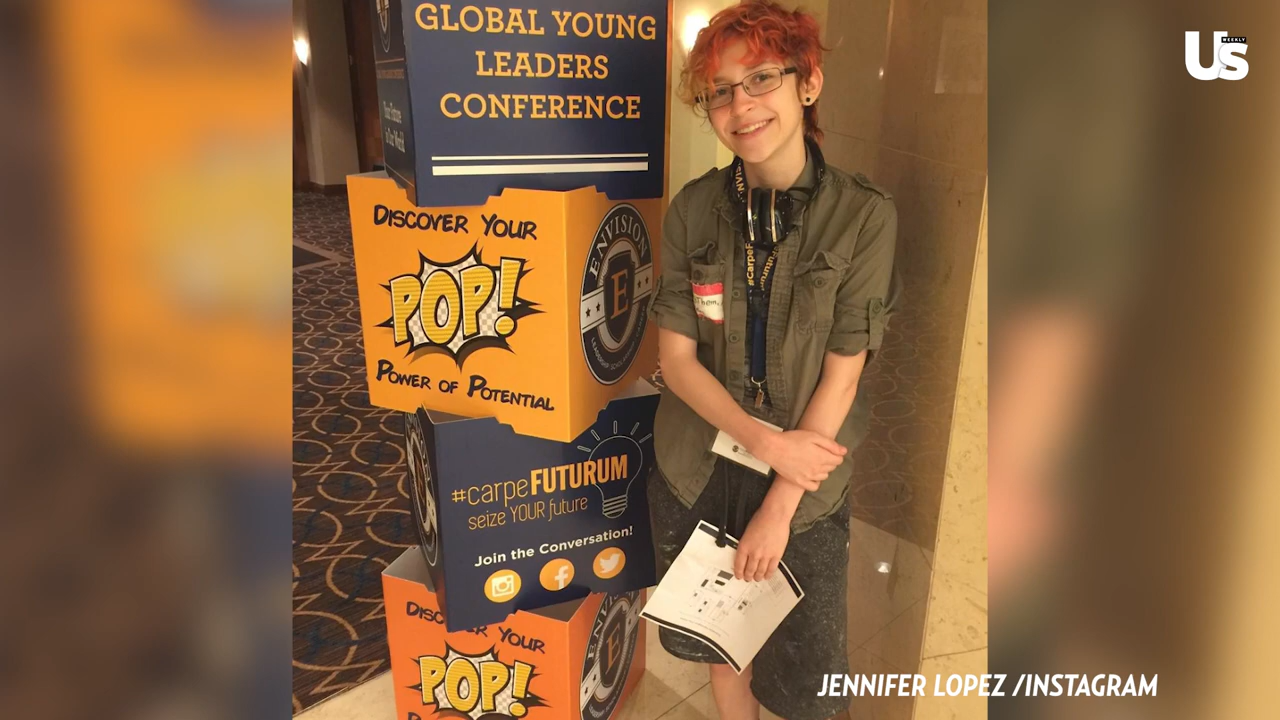 GLOBAL YOUNG
LEADERS
CONFERENCE
DISCOVER YOUR
POP!
POWER OF POTENTIAL
ENVISION
E
#carpeFUTURUM
seize YOUR future
Join the Conversation!
DISCOVER YOUR
POP!
E
Us
WEEKLY
JENNIFER LOPEZ /INSTAGRAM